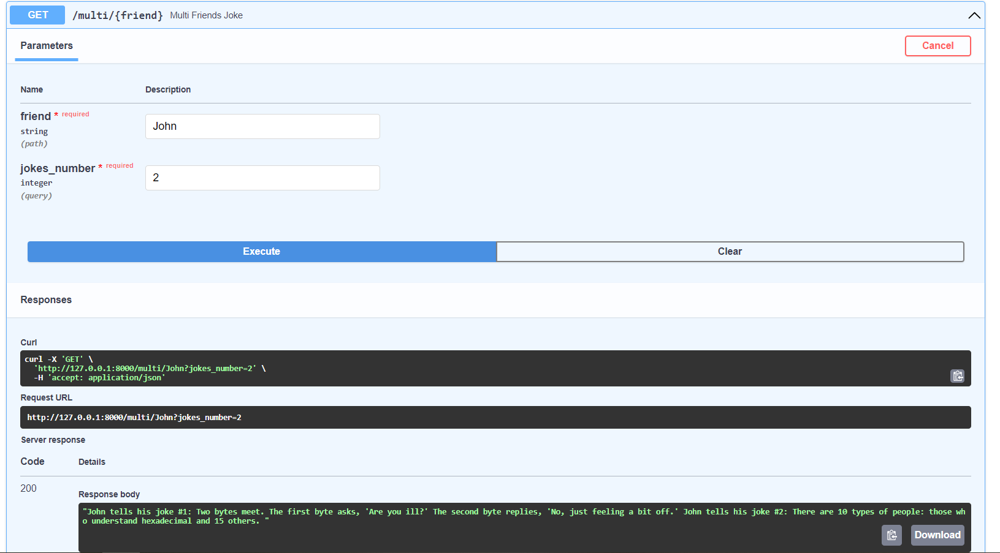 GET /multi/{friend} Multi Friends Joke
Parameters
Cancel
Name Description
friend * required
string
(path)
John
jokes_number * required
integer
(query)
2
Execute
Clear
Responses
Curl
curl -X 'GET' \
'http://127.0.0.1:8000/multi/John?jokes_number=2' \
-H 'accept: application/json'
Request URL
http://127.0.0.1:8000/multi/John?jokes_number=2
Server response
Code Details
200
Response body
"John tells his joke #1: Two bytes meet. The first byte asks, 'Are you ill?' The second byte replies, 'No, just feeling a bit off.' John tells his joke #2: There are 10 types of people: those wh
o understand hexadecimal and 15 others. "
Download